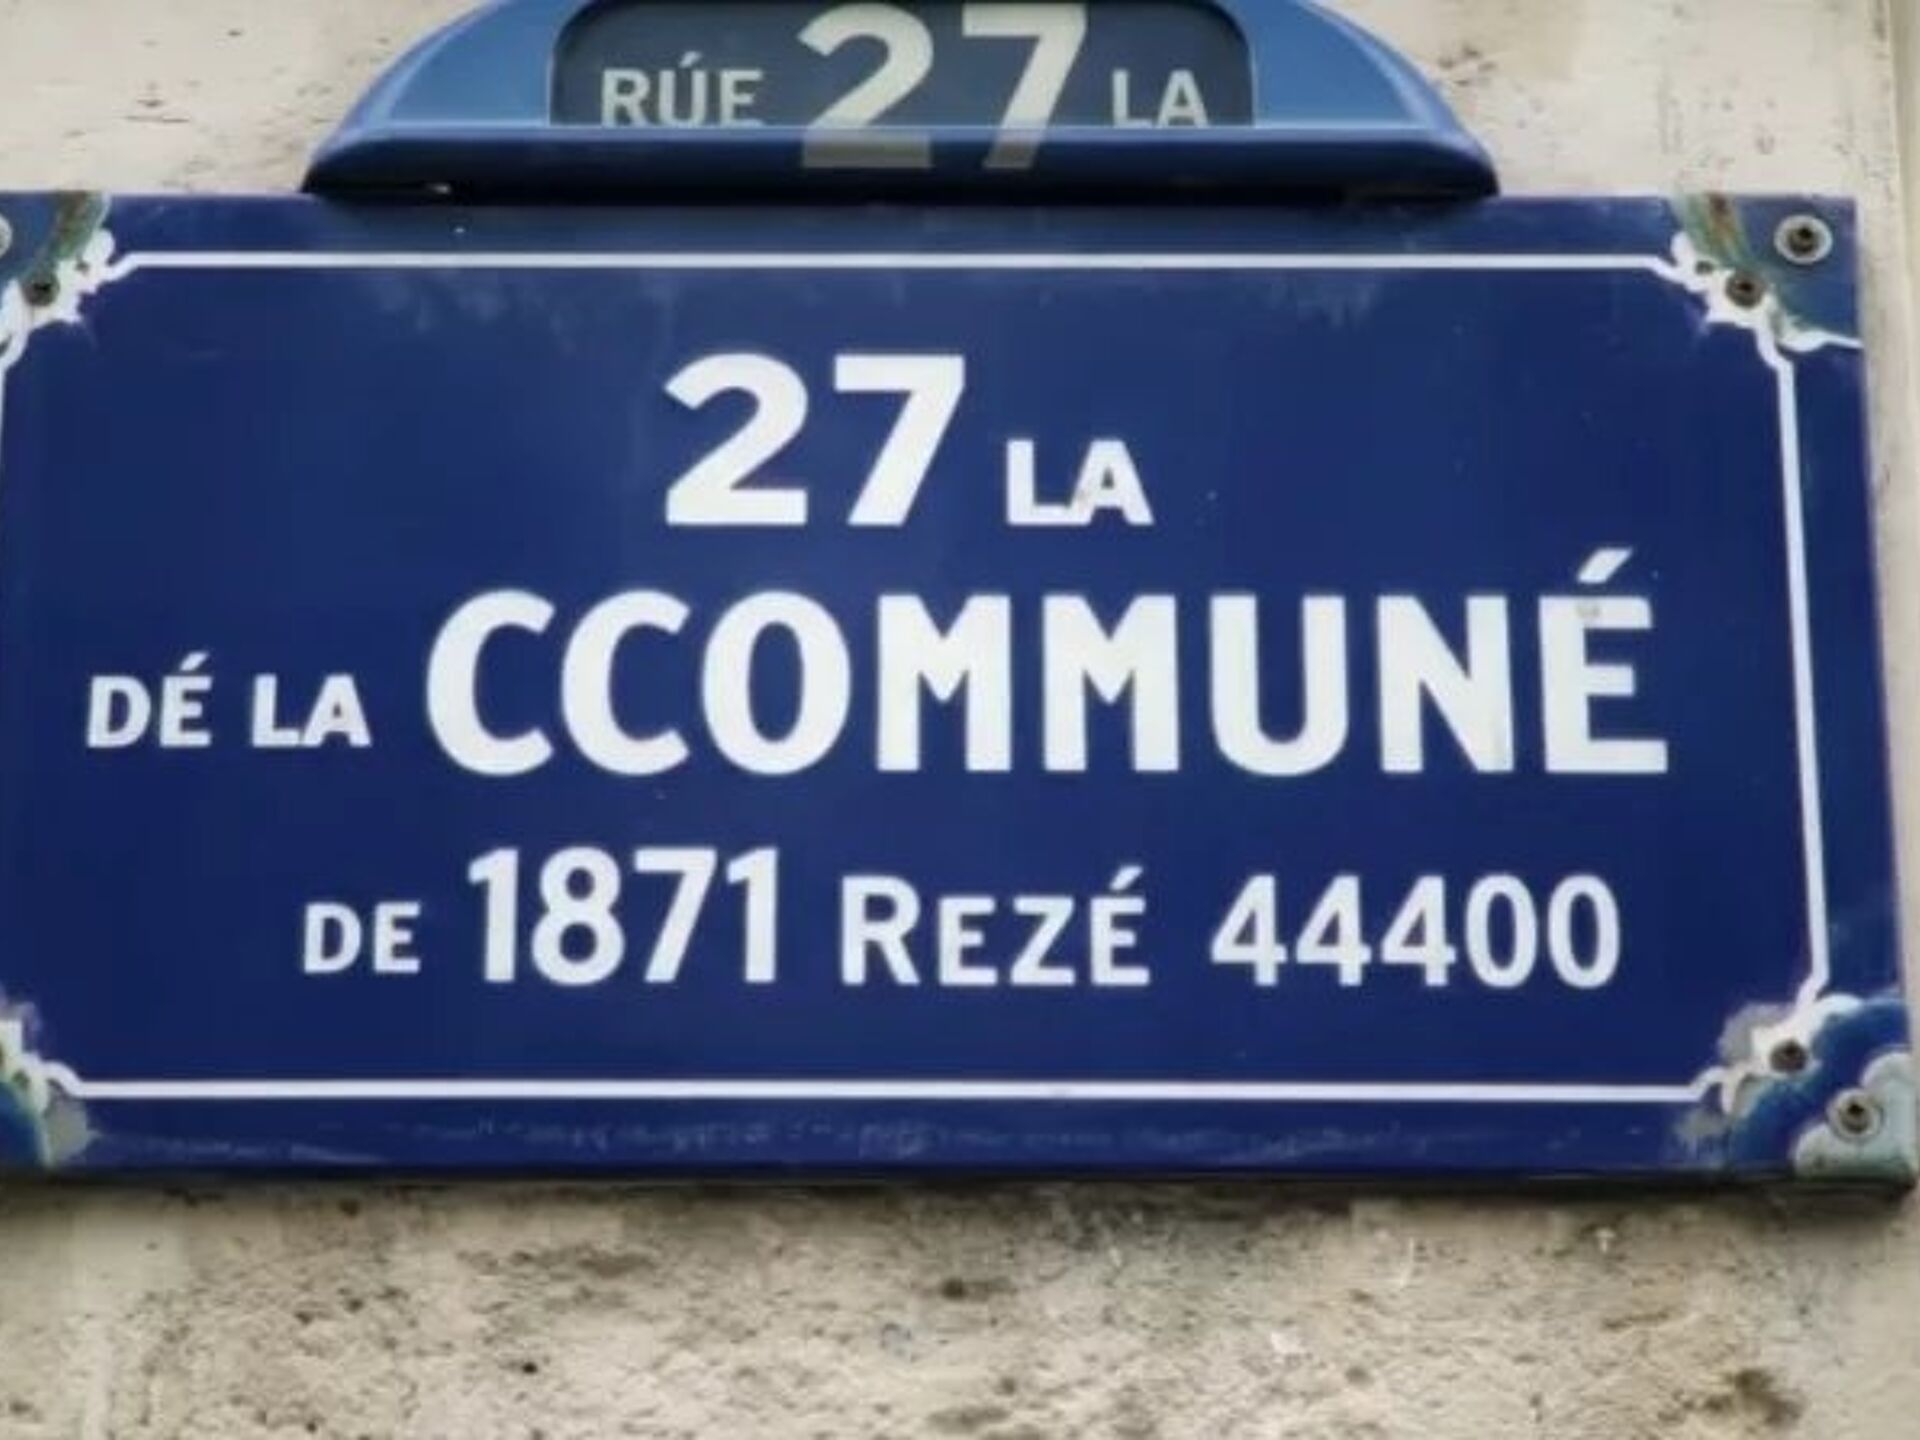 RÚE 27 LA
27 LA
DÉ LA CCOMMUNÉ
DE 1871 REZÉ 44400